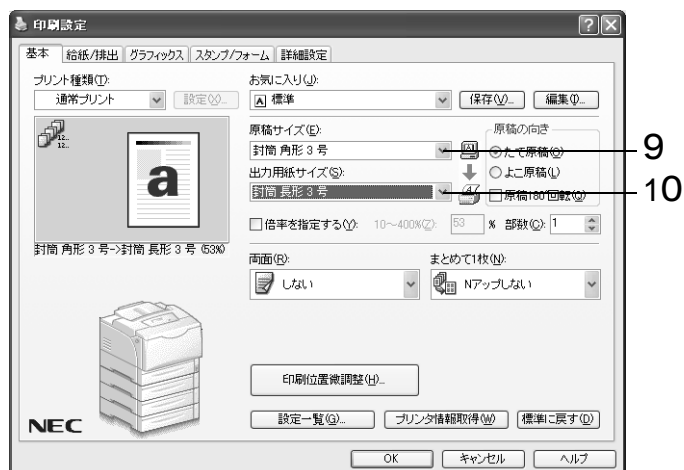 印刷設定
基本 給紙/排出 グラフィックス スタンプ/フォーム 詳細設定
プリント種類(T):
通常プリント 設定(X)...
お気に入り(J):
A 標準 保存(V)... 編集(I)...
12..
12..
a
封筒 角形 3 号->封筒 長形 3 号 (53%)
原稿サイズ(E):
封筒 角形 3 号
出力用紙サイズ(S):
封筒 長形 3 号
原稿の向き
たて原稿(O)
よこ原稿(L)
原稿180°回転(Q)
9
10
倍率を指定する(Y): 10～400%(Z): 53 % 部数(C): 1
両面(R):
しない
まとめて1枚(N):
Nアップしない
印刷位置微調整(H)...
NEC
設定一覧(G)... プリンタ情報取得(W) 標準に戻す(D)
OK キャンセル ヘルプ